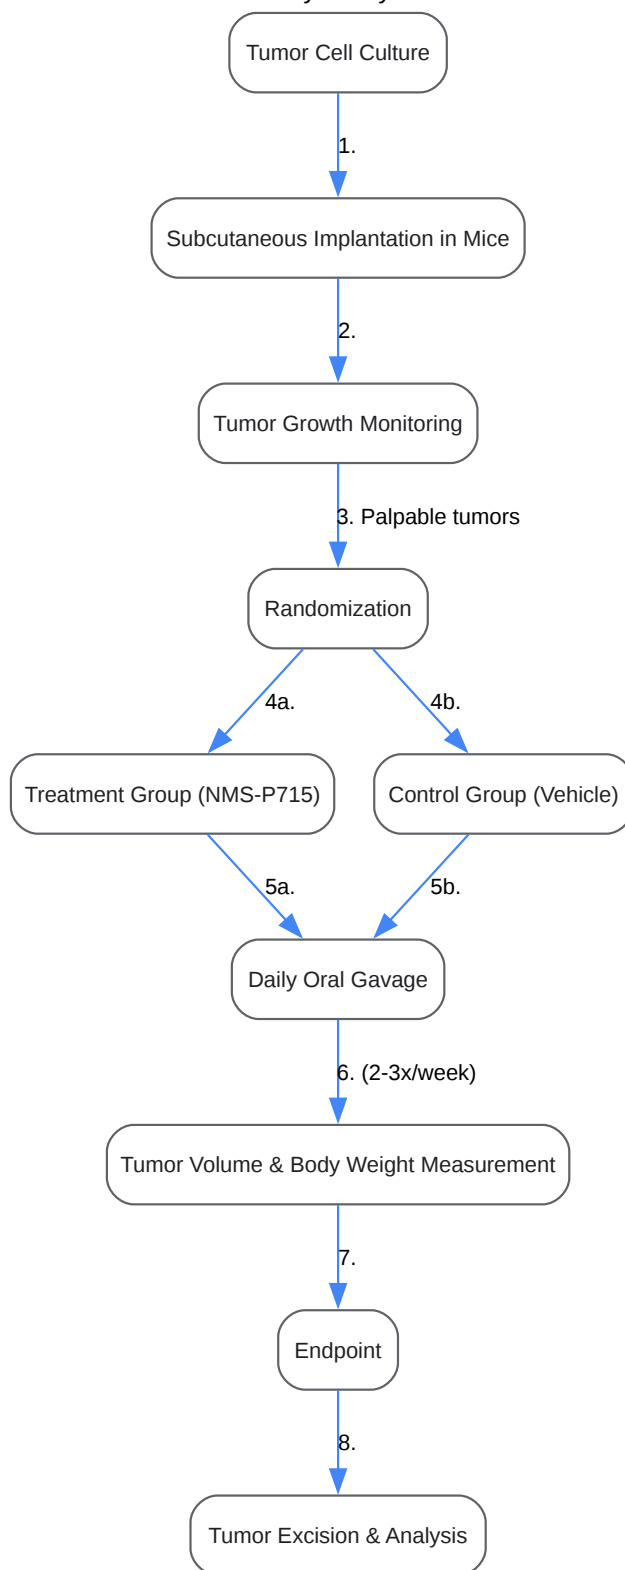 Tumor Cell Culture
1.
Subcutaneous Implantation in Mice
2.
Tumor Growth Monitoring
3. Palpable tumors
Randomization
4a.
4b.
Treatment Group (NMS-P715)
Control Group (Vehicle)
5a.
5b.
Daily Oral Gavage
6. (2-3x/week)
Tumor Volume & Body Weight Measurement
7.
Endpoint
8.
Tumor Excision & Analysis